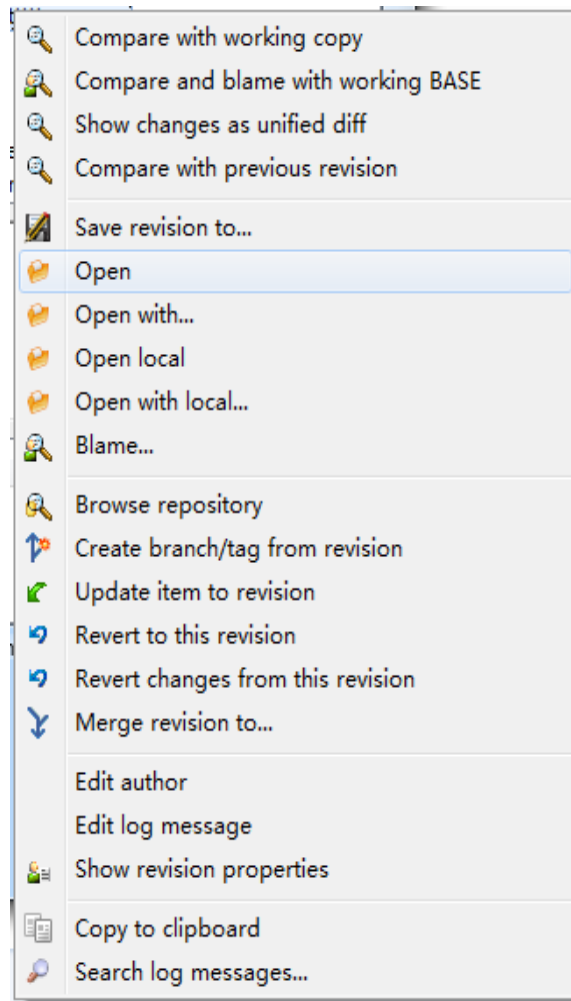 Compare with working copy
Compare and blame with working BASE
Show changes as unified diff
Compare with previous revision
Save revision to...
Open
Open with...
Open local
Open with local...
Blame...
Browse repository
Create branch/tag from revision
Update item to revision
Revert to this revision
Revert changes from this revision
Merge revision to...
Edit author
Edit log message
Show revision properties
Copy to clipboard
Search log messages...